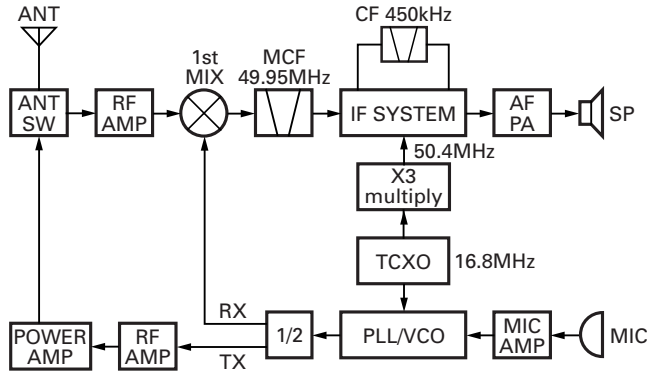 ANT
CF 450kHz
1st
MIX
MCF
49.95MHz
ANT
SW
RF
AMP
IF SYSTEM
AF
PA
SP
50.4MHz
X3
multiply
TCXO
16.8MHz
RX
TX
POWER
AMP
RF
AMP
1/2
PLL/VCO
MIC
AMP
MIC